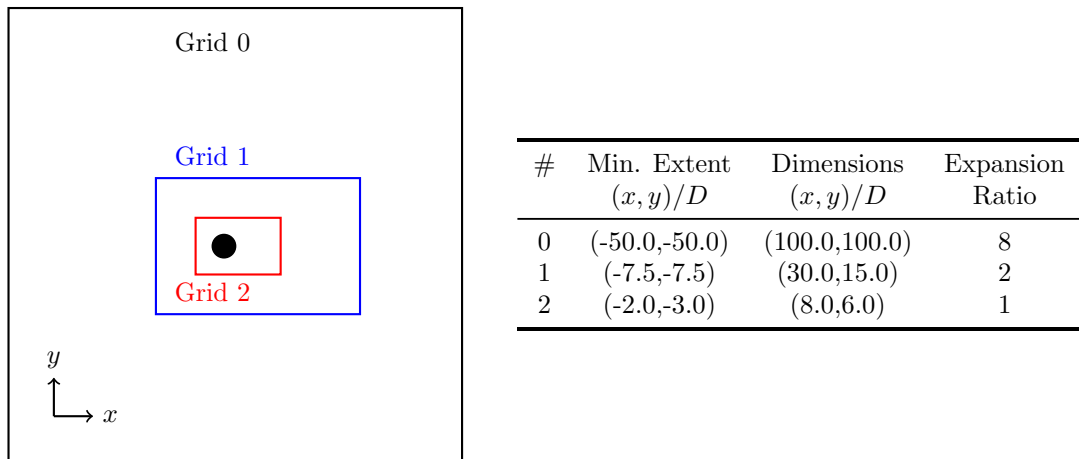 Grid 0
Grid 1
Grid 2
y
x
# Min. Extent Dimensions Expansion
(x, y)/D (x, y)/D Ratio
0 (-50.0,-50.0) (100.0,100.0) 8
1 (-7.5,-7.5) (30.0,15.0) 2
2 (-2.0,-3.0) (8.0,6.0) 1